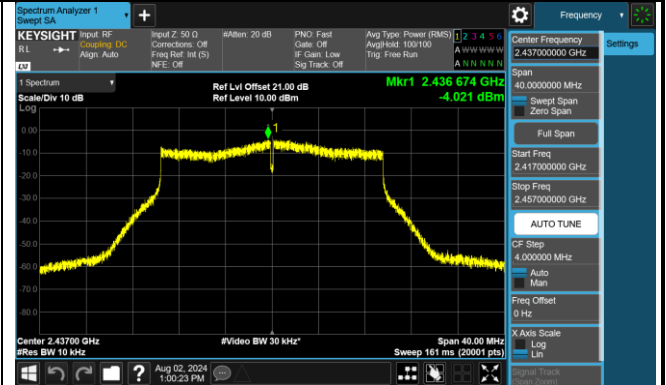 Spectrum Analyzer 1
Swept SA
Frequency
KEYSIGHT
Input: RF
Input Z: 50 Ω
#Atten: 20 dB
PNO: Fast
Avg Type: Power (RMS)
1 2 3 4 5 6
RL
Coupling: DC
Corrections: Off
Gate: Off
Avg|Hold: 100/100
A W W W W W
Align: Auto
Freq Ref: Int (S)
IF Gain: Low
Trig: Free Run
NFE: Off
Sig Track: Off
A N N N N N
LXI
Center Frequency
2.437000000 GHz
Settings
1 Spectrum
Ref Lvl Offset 21.00 dB
Mkr1 2.436 674 GHz
Scale/Div 10 dB
Ref Level 10.00 dBm
-4.021 dBm
Log
Span
40.0000000 MHz
Swept Span
Zero Span
Full Span
Start Freq
2.417000000 GHz
Stop Freq
2.457000000 GHz
AUTO TUNE
CF Step
4.000000 MHz
Auto
Man
Freq Offset
0 Hz
X Axis Scale
Log
Lin
Signal Track
(Span Zoom)
1
0.00
-10.0
-20.0
-30.0
-40.0
-50.0
-60.0
-70.0
-80.0
Center 2.43700 GHz
#Video BW 30 kHz*
Span 40.00 MHz
#Res BW 10 kHz
Sweep 161 ms (20001 pts)
?
Aug 02, 2024
1:00:23 PM